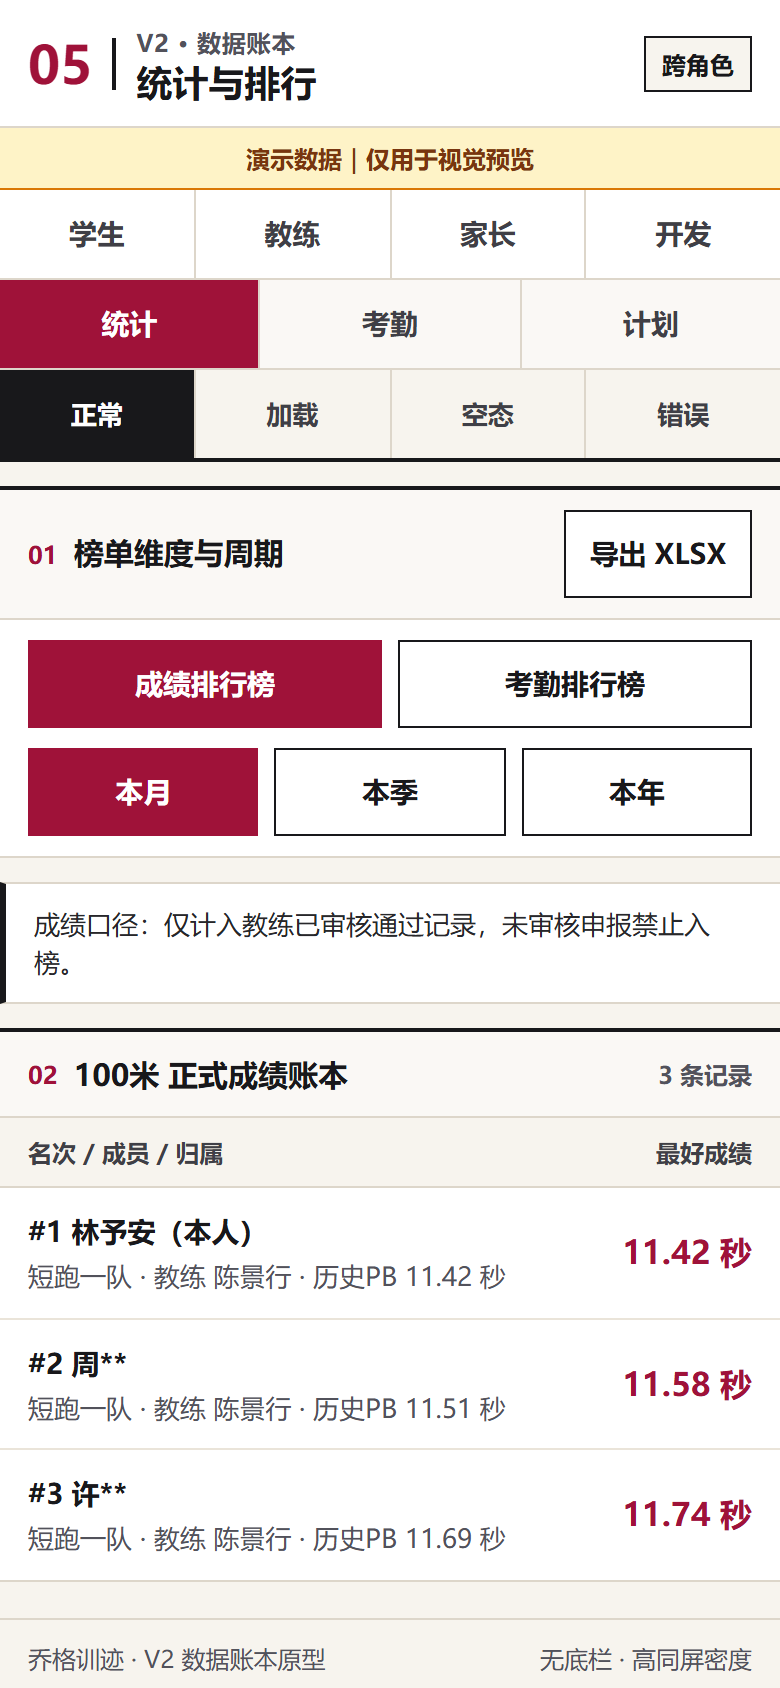 05
V2 • 数据账本
统计与排行
跨角色
演示数据｜仅用于视觉预览
学生 教练 家长 开发
统计 考勤 计划
正常 加载 空态 错误
01 榜单维度与周期 导出 XLSX
成绩排行榜 考勤排行榜
本月 本季 本年
成绩口径：仅计入教练已审核通过记录，未审核申报禁止入
榜。
02 100米 正式成绩账本 3 条记录
名次 / 成员 / 归属 最好成绩
#1 林予安（本人）
短跑一队 · 教练 陈景行 · 历史PB 11.42 秒
11.42 秒
#2 周**
短跑一队 · 教练 陈景行 · 历史PB 11.51 秒
11.58 秒
#3 许**
短跑一队 · 教练 陈景行 · 历史PB 11.69 秒
11.74 秒
乔格训迹 · V2 数据账本原型 无底栏 · 高同屏密度